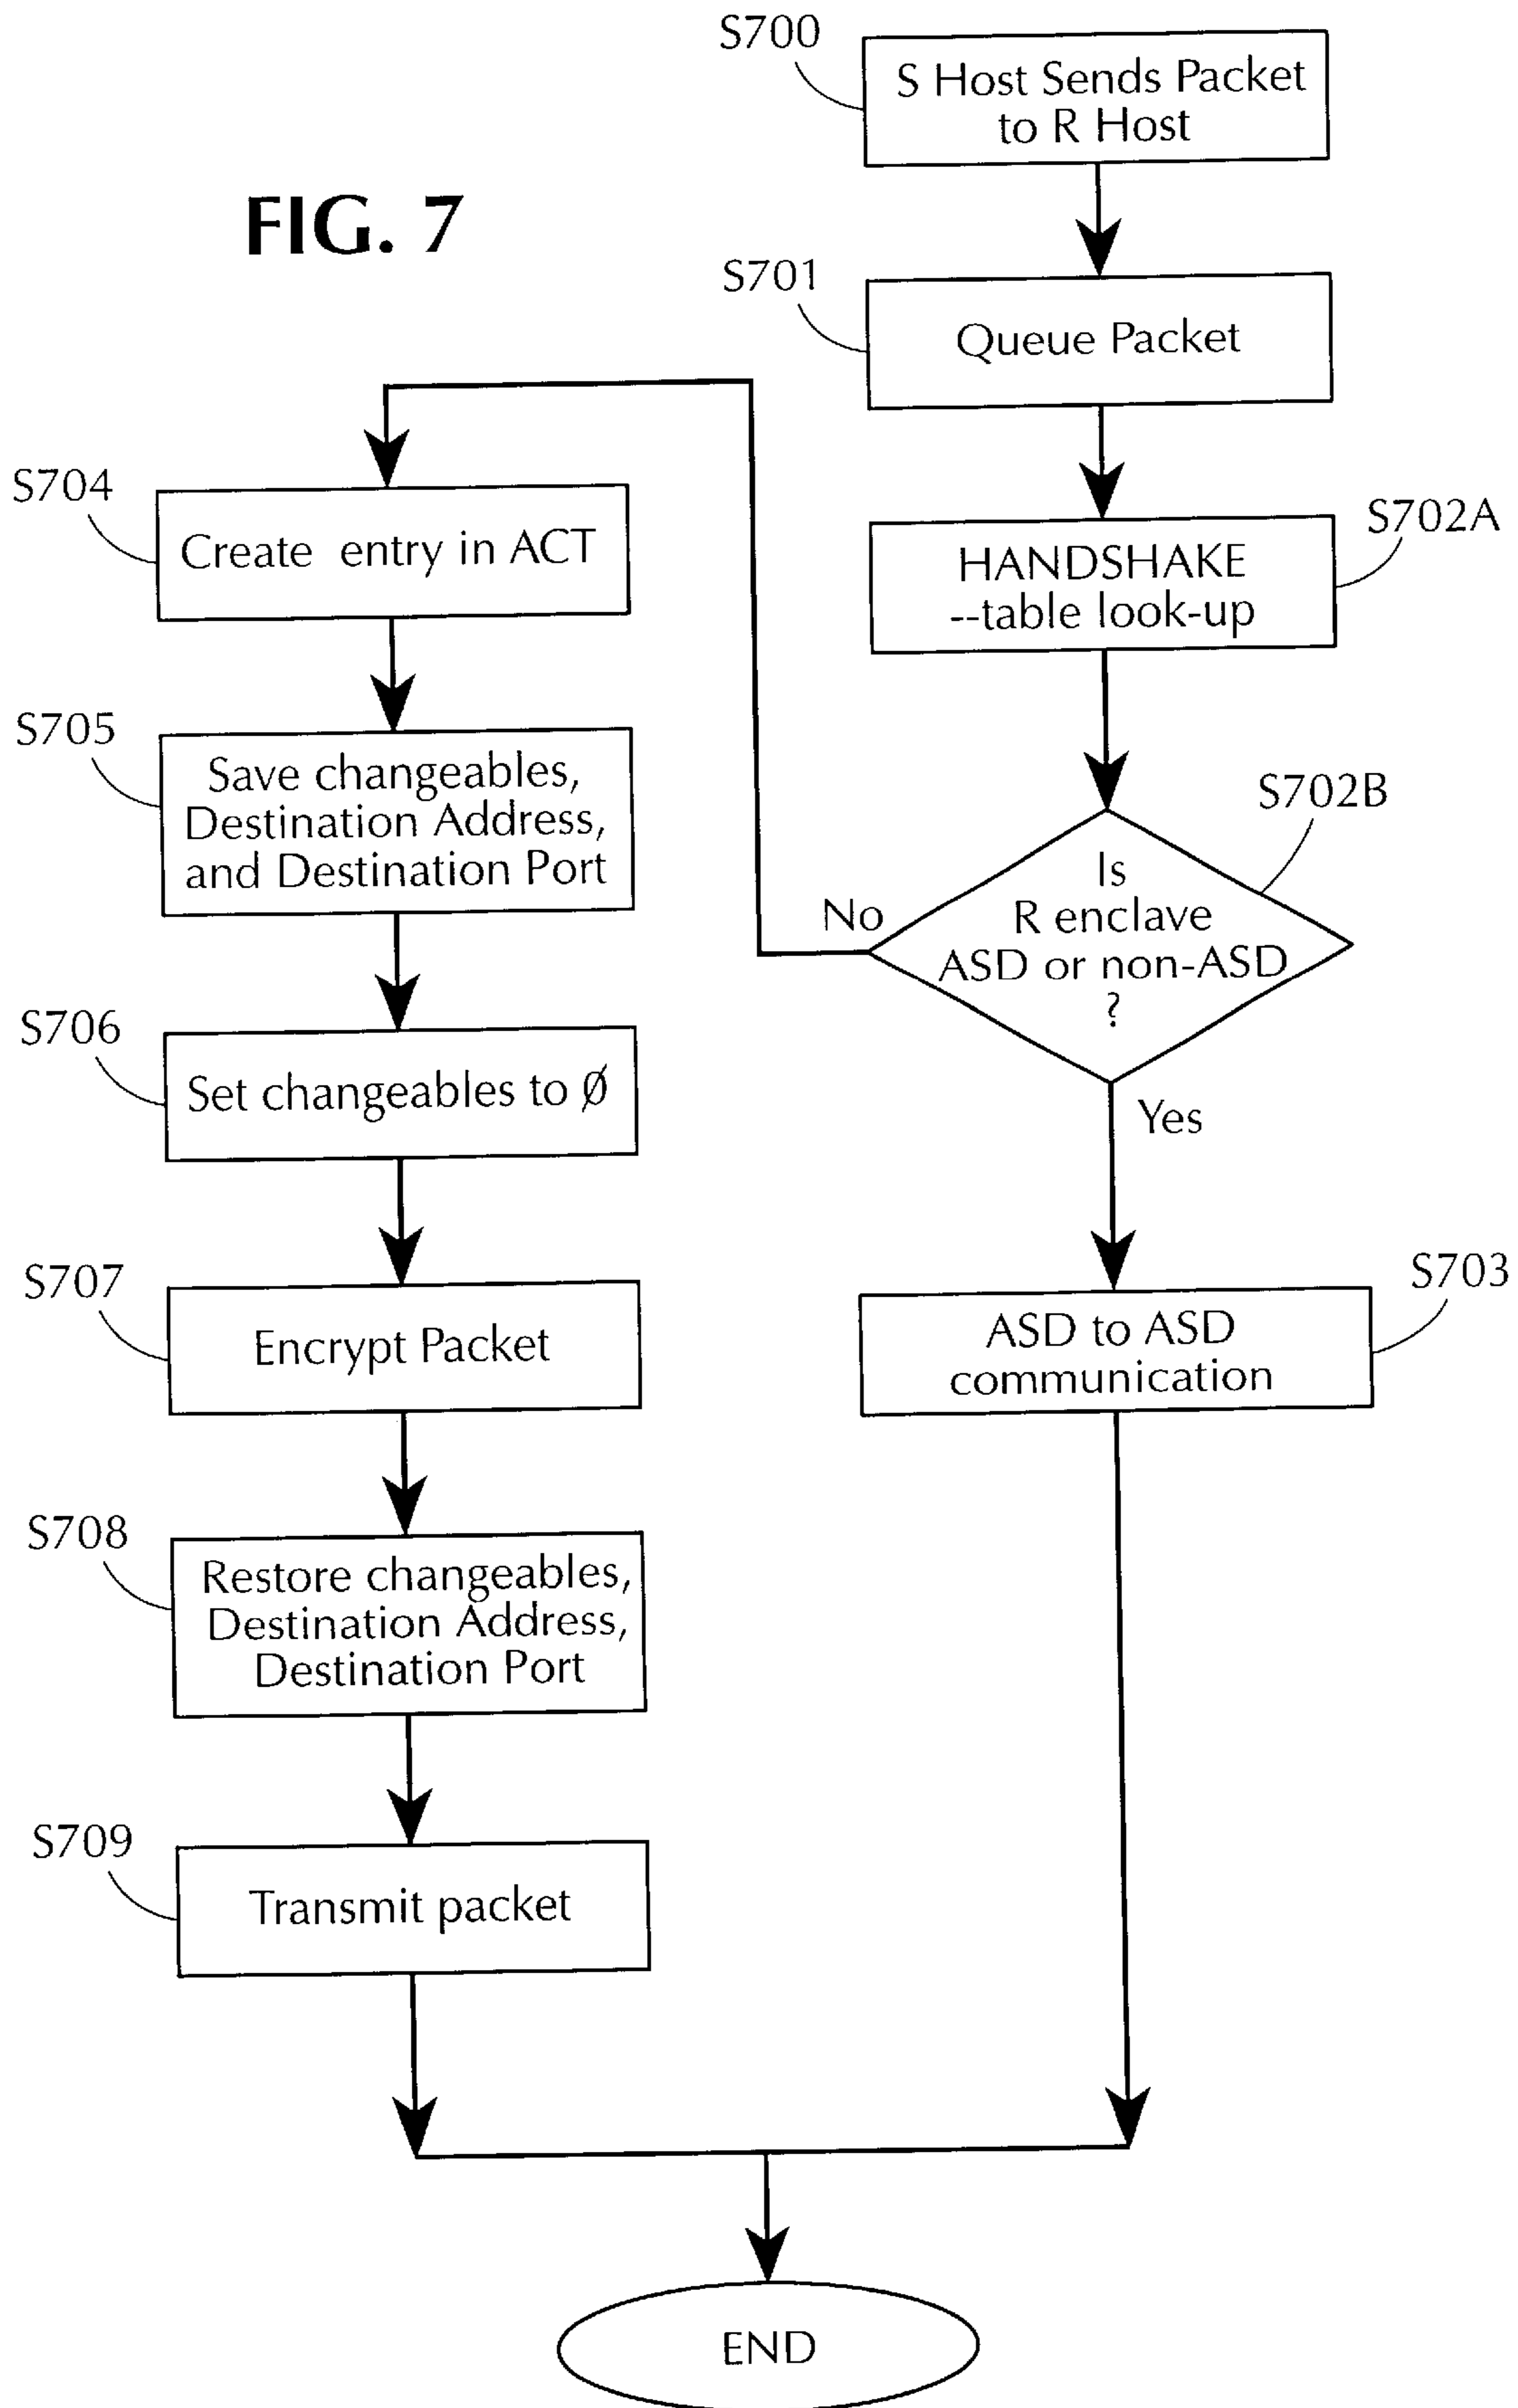 FIG. 7
S700
S Host Sends Packet
to R Host
S701
Queue Packet
S702A
HANDSHAKE
--table look-up
S702B
Is
R enclave
ASD or non-ASD
?
No
Yes
S703
ASD to ASD
communication
S704
Create entry in ACT
S705
Save changeables,
Destination Address,
and Destination Port
S706
Set changeables to Ø
S707
Encrypt Packet
S708
Restore changeables,
Destination Address,
Destination Port
S709
Transmit packet
END